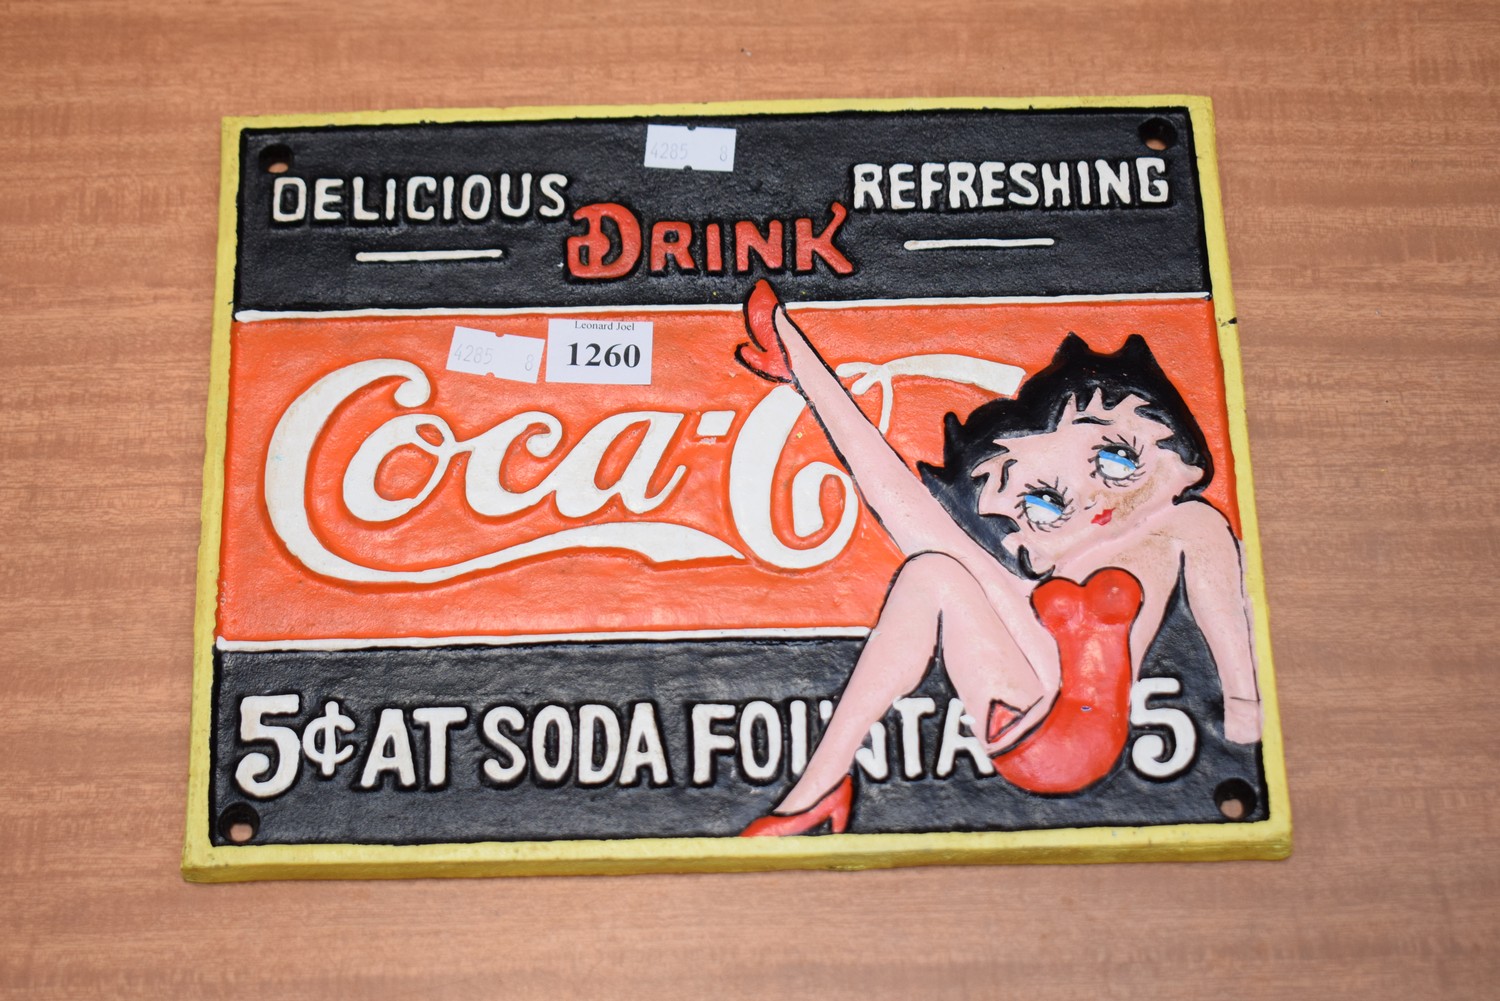 4285 8
DELICIOUS DRINK REFRESHING
4285 8
Leonard Joel
1260
Coca-C
5¢ AT SODA FOUNTA 5